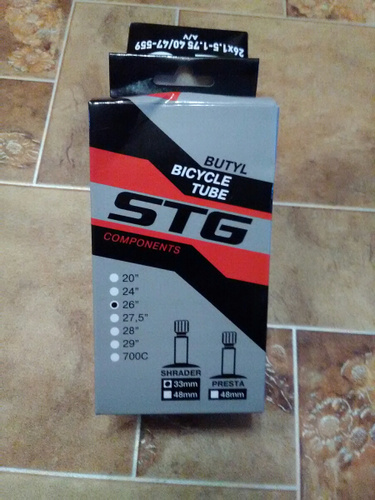 26x1.5-1.75 40/47-559
A/V
BUTYL
BICYCLE
TUBE
STG
COMPONENTS
20"
24"
26"
27,5"
28"
29"
700C
SHRADER
33mm
48mm
PRESTA
48mm